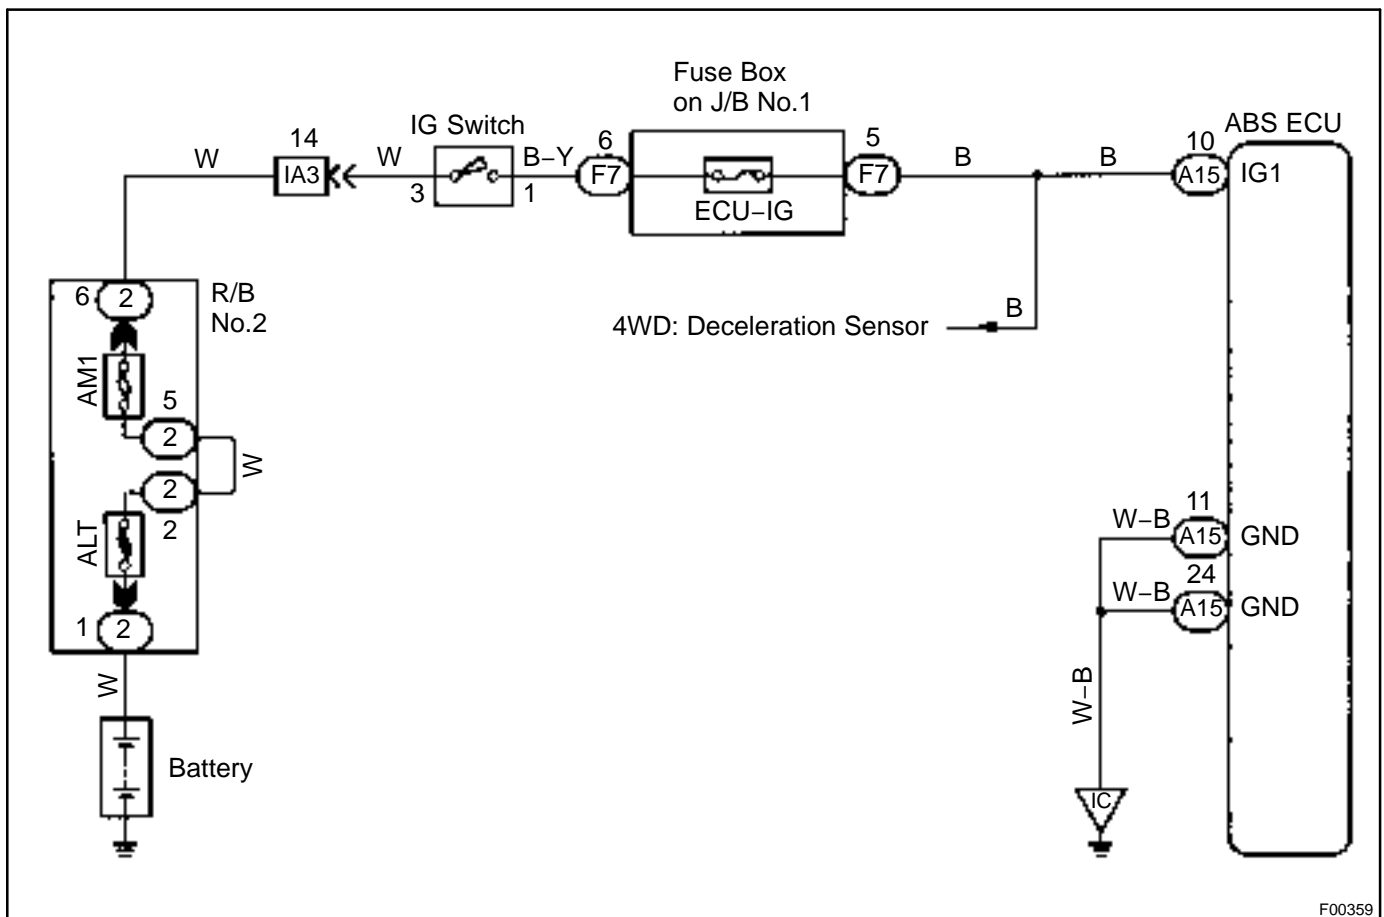 Fuse Box
on J/B No.1
ABS ECU
14
IG Switch
6
5
10
W
W
B−Y
B
B
IA3
F7
F7
A15
IG1
3
1
ECU−IG
6
2
R/B
No.2
B
4WD: Deceleration Sensor
AM1
5
2
W
2
2
ALT
11
W−B
A15
GND
24
W−B
A15
GND
1
2
W
W−B
Battery
IC
F00359